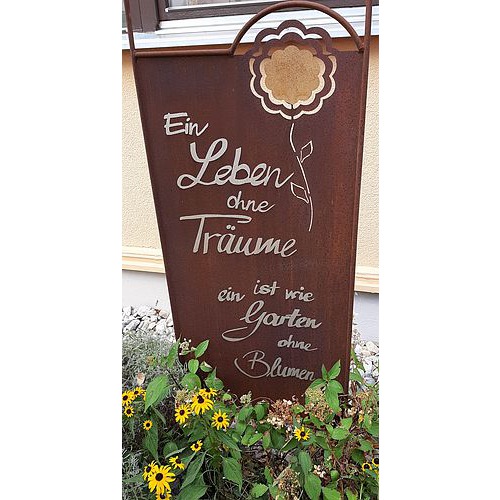 Ein
Leben
ohne
Träume
ein ist wie
Garten
ohne
Blumen